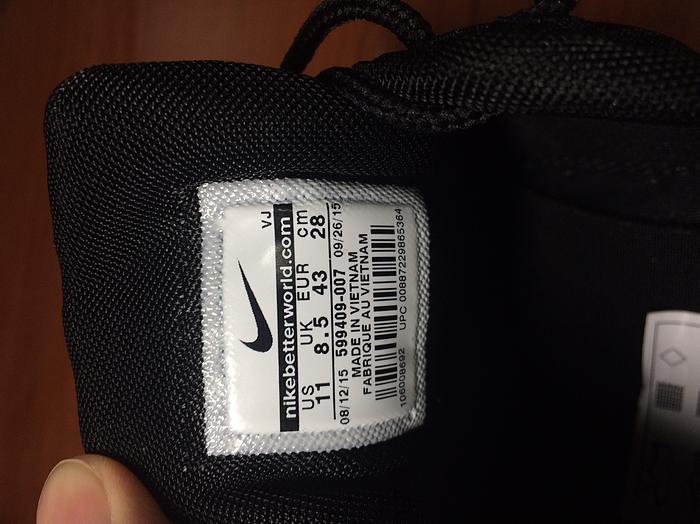 VJ
nikebetterworld.com
US UK EUR cm
11 8.5 43 28
08/12/15 599409-007 09/26/15
MADE IN VIETNAM
FABRIQUE AU VIETNAM
106008692 UPC 00887229865364